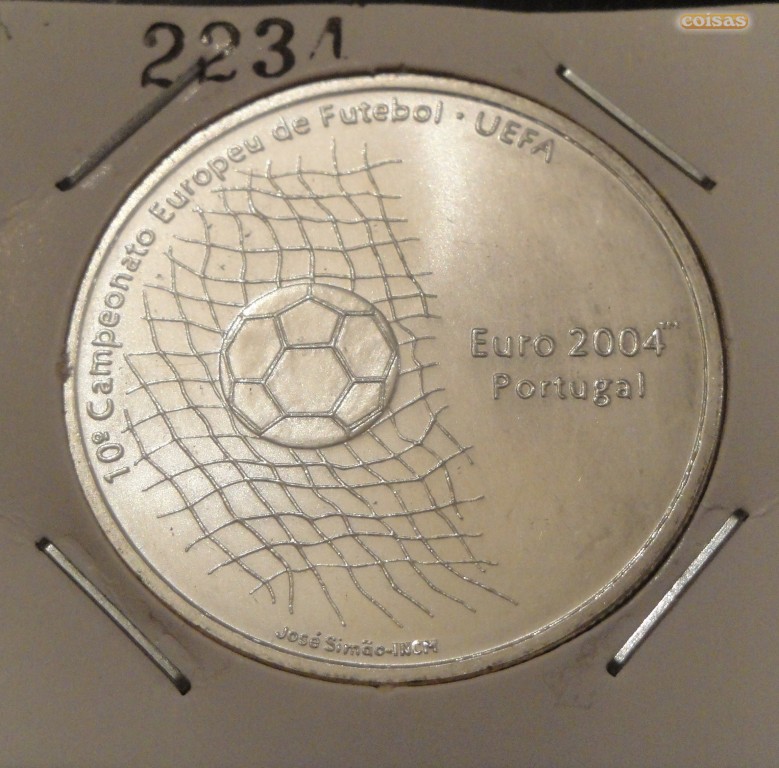 coisas
2231
10º Campeonato Europeu de Futebol · UEFA
Euro 2004™
Portugal
José Simão-INCM